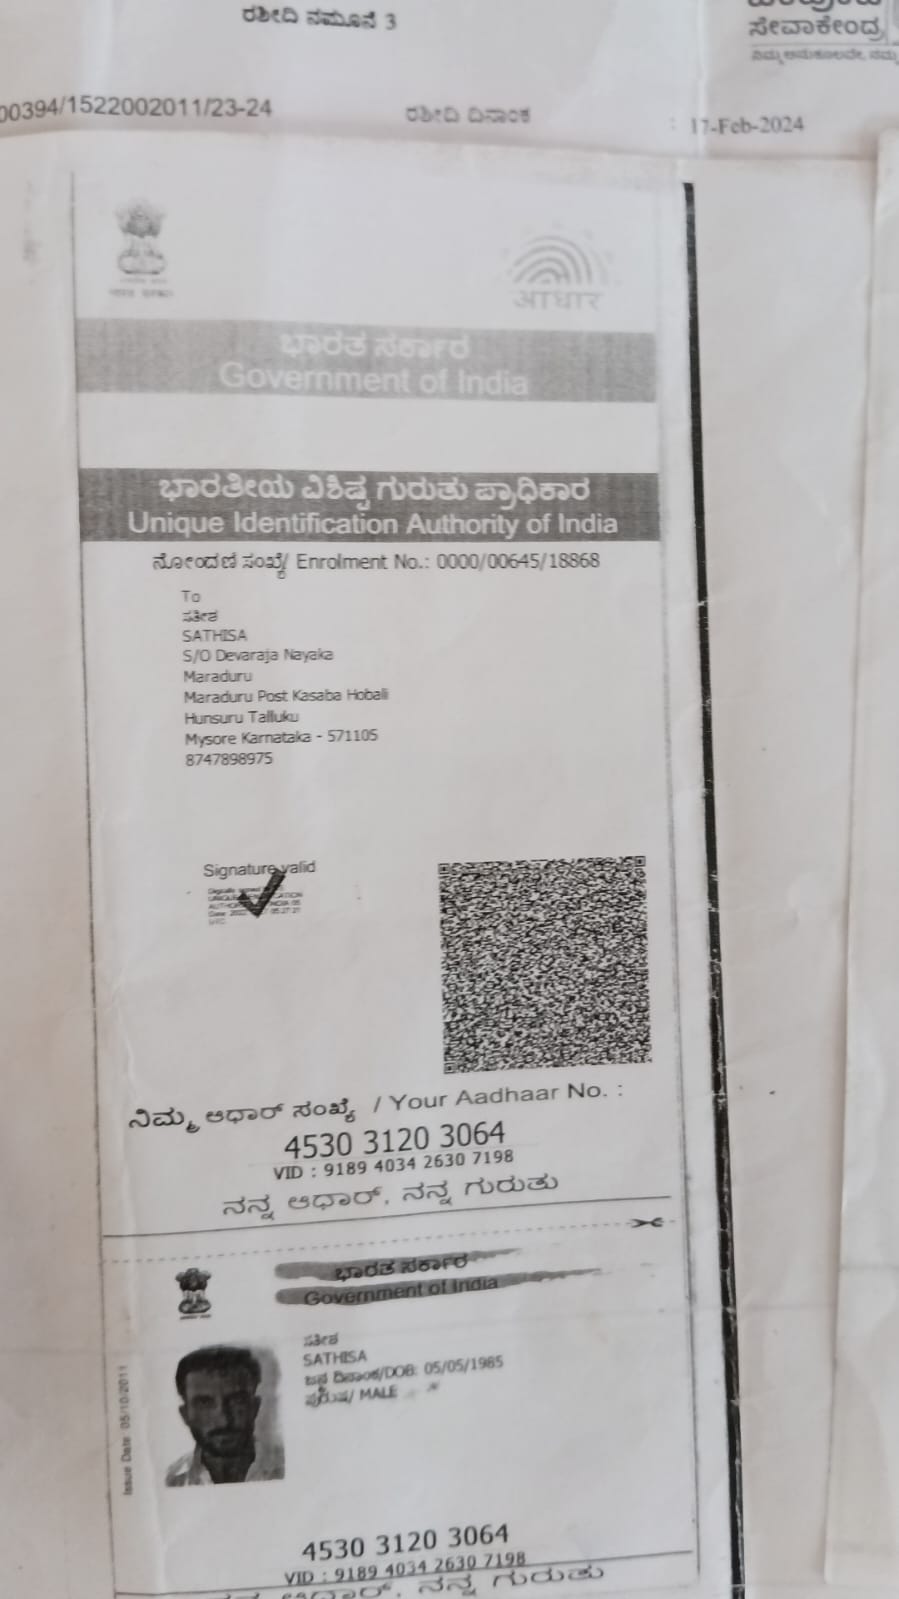 ರಶೀದಿ ನಮೂನೆ 3
ಸೇವಾಕೇಂದ್ರ
00394/1522002011/23-24
ರಶೀದಿ ದಿನಾಂಕ
: 17-Feb-2024
आधार
ಭಾರತ ಸರ್ಕಾರ
Government of India
ಭಾರತೀಯ ವಿಶಿಷ್ಟ ಗುರುತು ಪ್ರಾಧಿಕಾರ
Unique Identification Authority of India
ನೋಂದಣಿ ಸಂಖ್ಯೆ/ Enrolment No.: 0000/00645/18868
To
ಸತೀಶ
SATHISA
S/O Devaraja Nayaka
Maraduru
Maraduru Post Kasaba Hobali
Hunsuru Talluku
Mysore Karnataka - 571105
8747898975
Signature valid
ನಿಮ್ಮ ಆಧಾರ್ ಸಂಖ್ಯೆ / Your Aadhaar No. :
4530 3120 3064
VID : 9189 4034 2630 7198
ನನ್ನ ಆಧಾರ್, ನನ್ನ ಗುರುತು
ಭಾರತ ಸರ್ಕಾರ
Government of India
ಸತೀಶ
SATHISA
ಜನ್ಮ ದಿನಾಂಕ/DOB: 05/05/1985
ಪುರುಷ/ MALE
Issue Date: 05/10/2011
4530 3120 3064
VID : 9189 4034 2630 7198
ಆಧಾರ್, ನನ್ನ ಗುರುತು